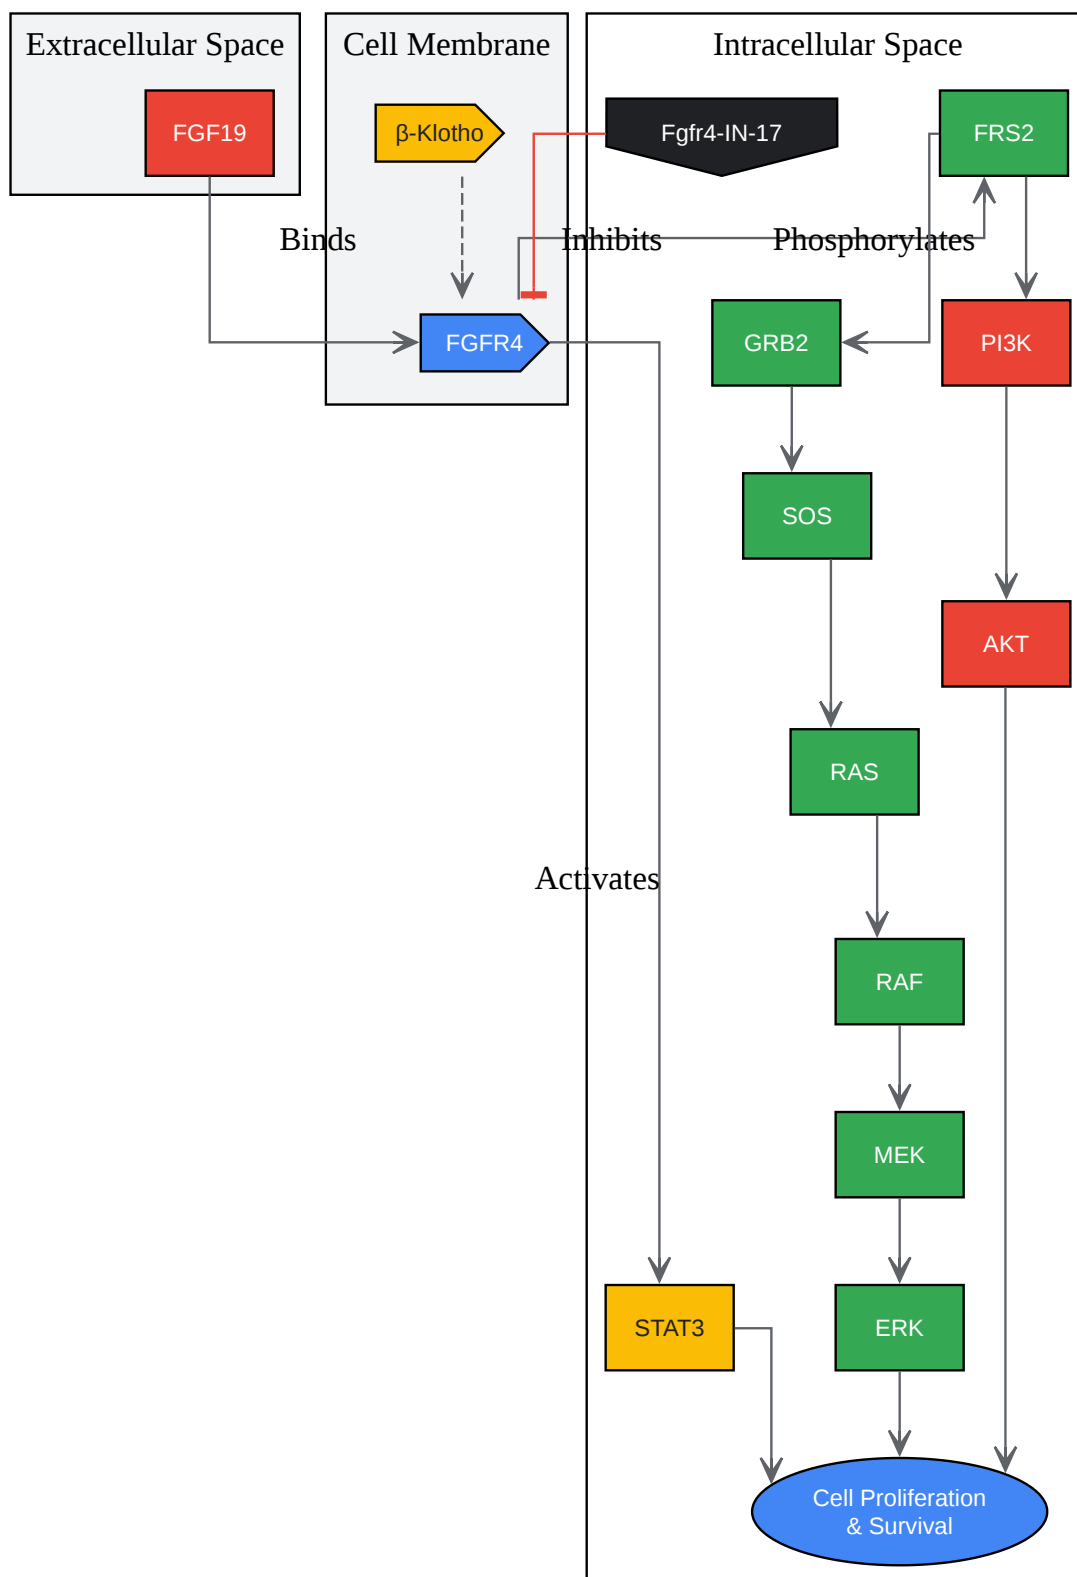 Extracellular Space
Cell Membrane
Intracellular Space
FGF19
β-Klotho
Fgfr4-IN-17
FRS2
Binds
Inhibits
Phosphorylates
FGFR4
GRB2
PI3K
SOS
AKT
RAS
Activates
RAF
MEK
STAT3
ERK
Cell Proliferation
& Survival